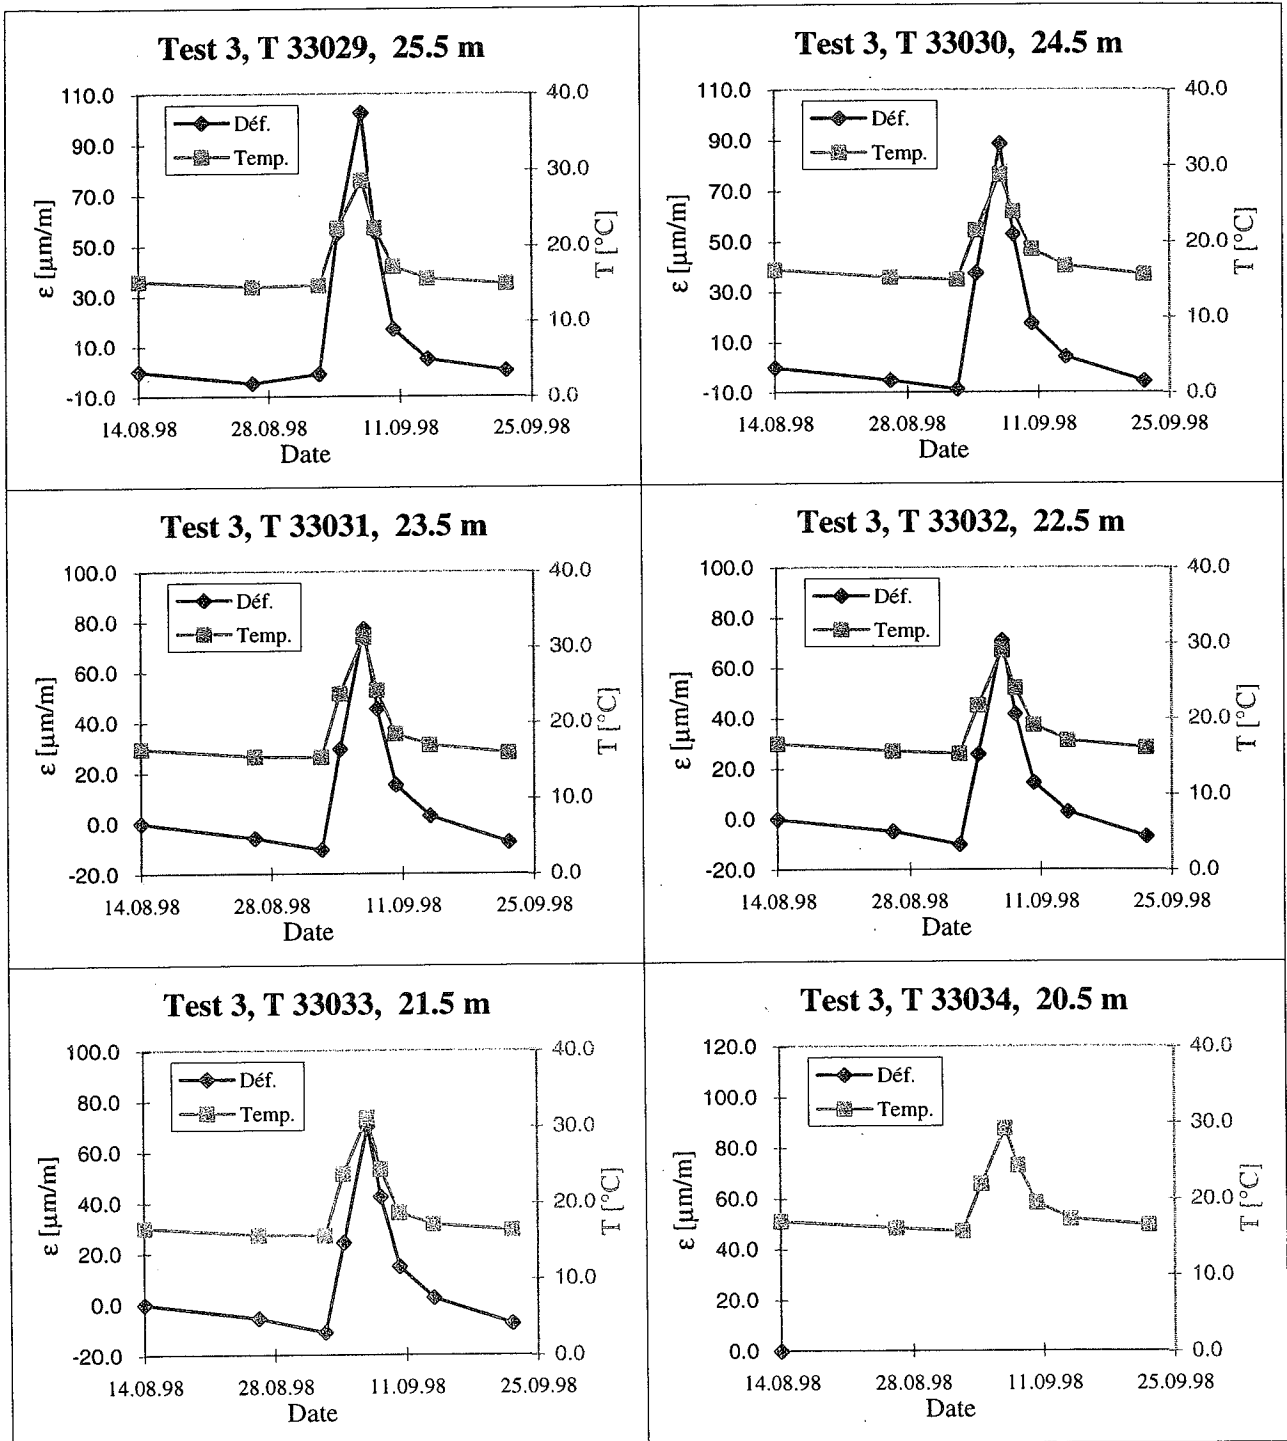 Test 3, T 33029, 25.5 m
110.0
90.0
70.0
50.0
30.0
10.0
-10.0
ε [µm/m]
Déf.
Temp.
40.0
30.0
20.0
10.0
0.0
T [°C]
14.08.98 28.08.98 11.09.98 25.09.98
Date
Test 3, T 33030, 24.5 m
110.0
90.0
70.0
50.0
30.0
10.0
-10.0
ε [µm/m]
Déf.
Temp.
40.0
30.0
20.0
10.0
0.0
T [°C]
14.08.98 28.08.98 11.09.98 25.09.98
Date
Test 3, T 33031, 23.5 m
100.0
80.0
60.0
40.0
20.0
0.0
-20.0
ε [µm/m]
Déf.
Temp.
40.0
30.0
20.0
10.0
0.0
T [°C]
14.08.98 28.08.98 11.09.98 25.09.98
Date
Test 3, T 33032, 22.5 m
100.0
80.0
60.0
40.0
20.0
0.0
-20.0
ε [µm/m]
Déf.
Temp.
40.0
30.0
20.0
10.0
0.0
T [°C]
14.08.98 28.08.98 11.09.98 25.09.98
Date
Test 3, T 33033, 21.5 m
100.0
80.0
60.0
40.0
20.0
0.0
-20.0
ε [µm/m]
Déf.
Temp.
40.0
30.0
20.0
10.0
0.0
T [°C]
14.08.98 28.08.98 11.09.98 25.09.98
Date
Test 3, T 33034, 20.5 m
120.0
100.0
80.0
60.0
40.0
20.0
0.0
ε [µm/m]
Déf.
Temp.
40.0
30.0
20.0
10.0
0.0
T [°C]
14.08.98 28.08.98 11.09.98 25.09.98
Date